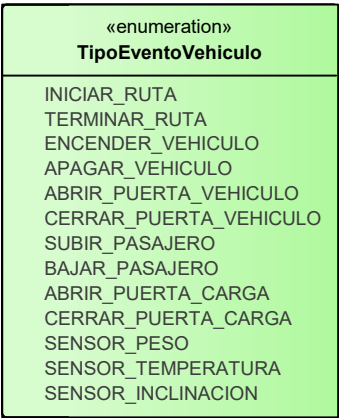 «enumeration»
TipoEventoVehiculo
INICIAR_RUTA
TERMINAR_RUTA
ENCENDER_VEHICULO
APAGAR_VEHICULO
ABRIR_PUERTA_VEHICULO
CERRAR_PUERTA_VEHICULO
SUBIR_PASAJERO
BAJAR_PASAJERO
ABRIR_PUERTA_CARGA
CERRAR_PUERTA_CARGA
SENSOR_PESO
SENSOR_TEMPERATURA
SENSOR_INCLINACION